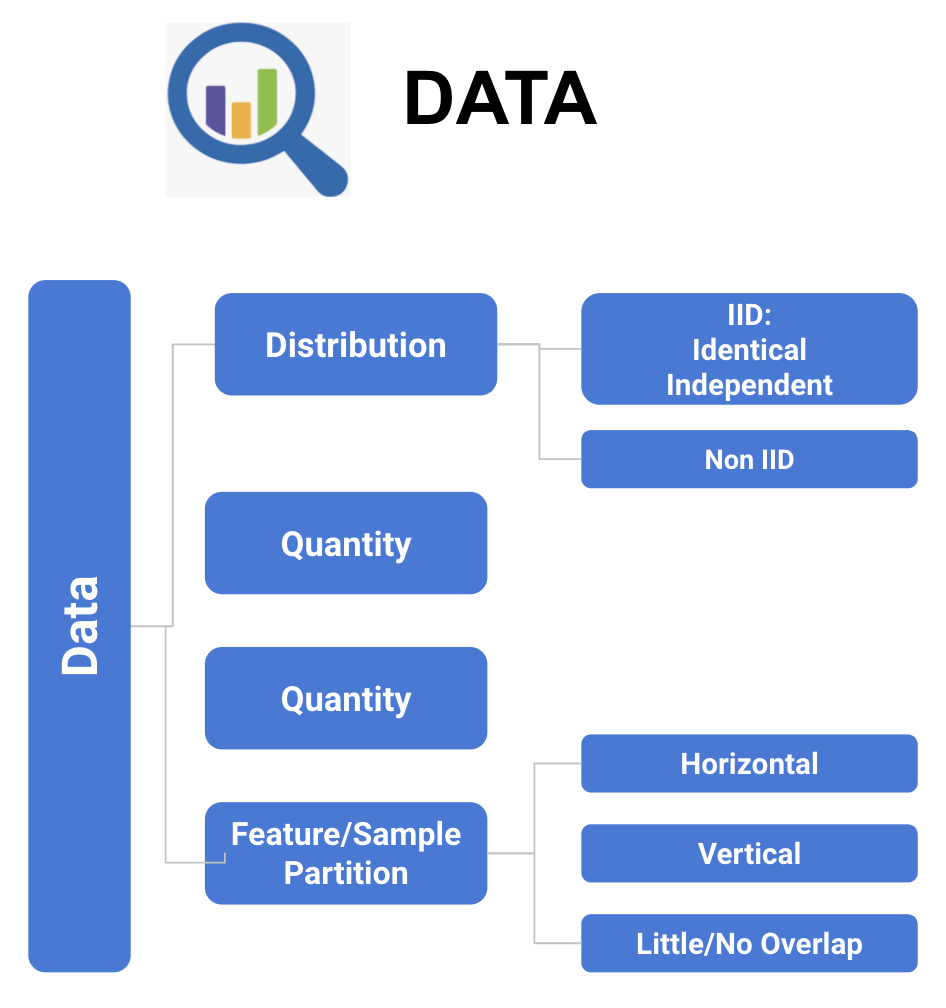 DATA
Data
Distribution
IID:
Identical
Independent
Non IID
Quantity
Quantity
Feature/Sample
Partition
Horizontal
Vertical
Little/No Overlap